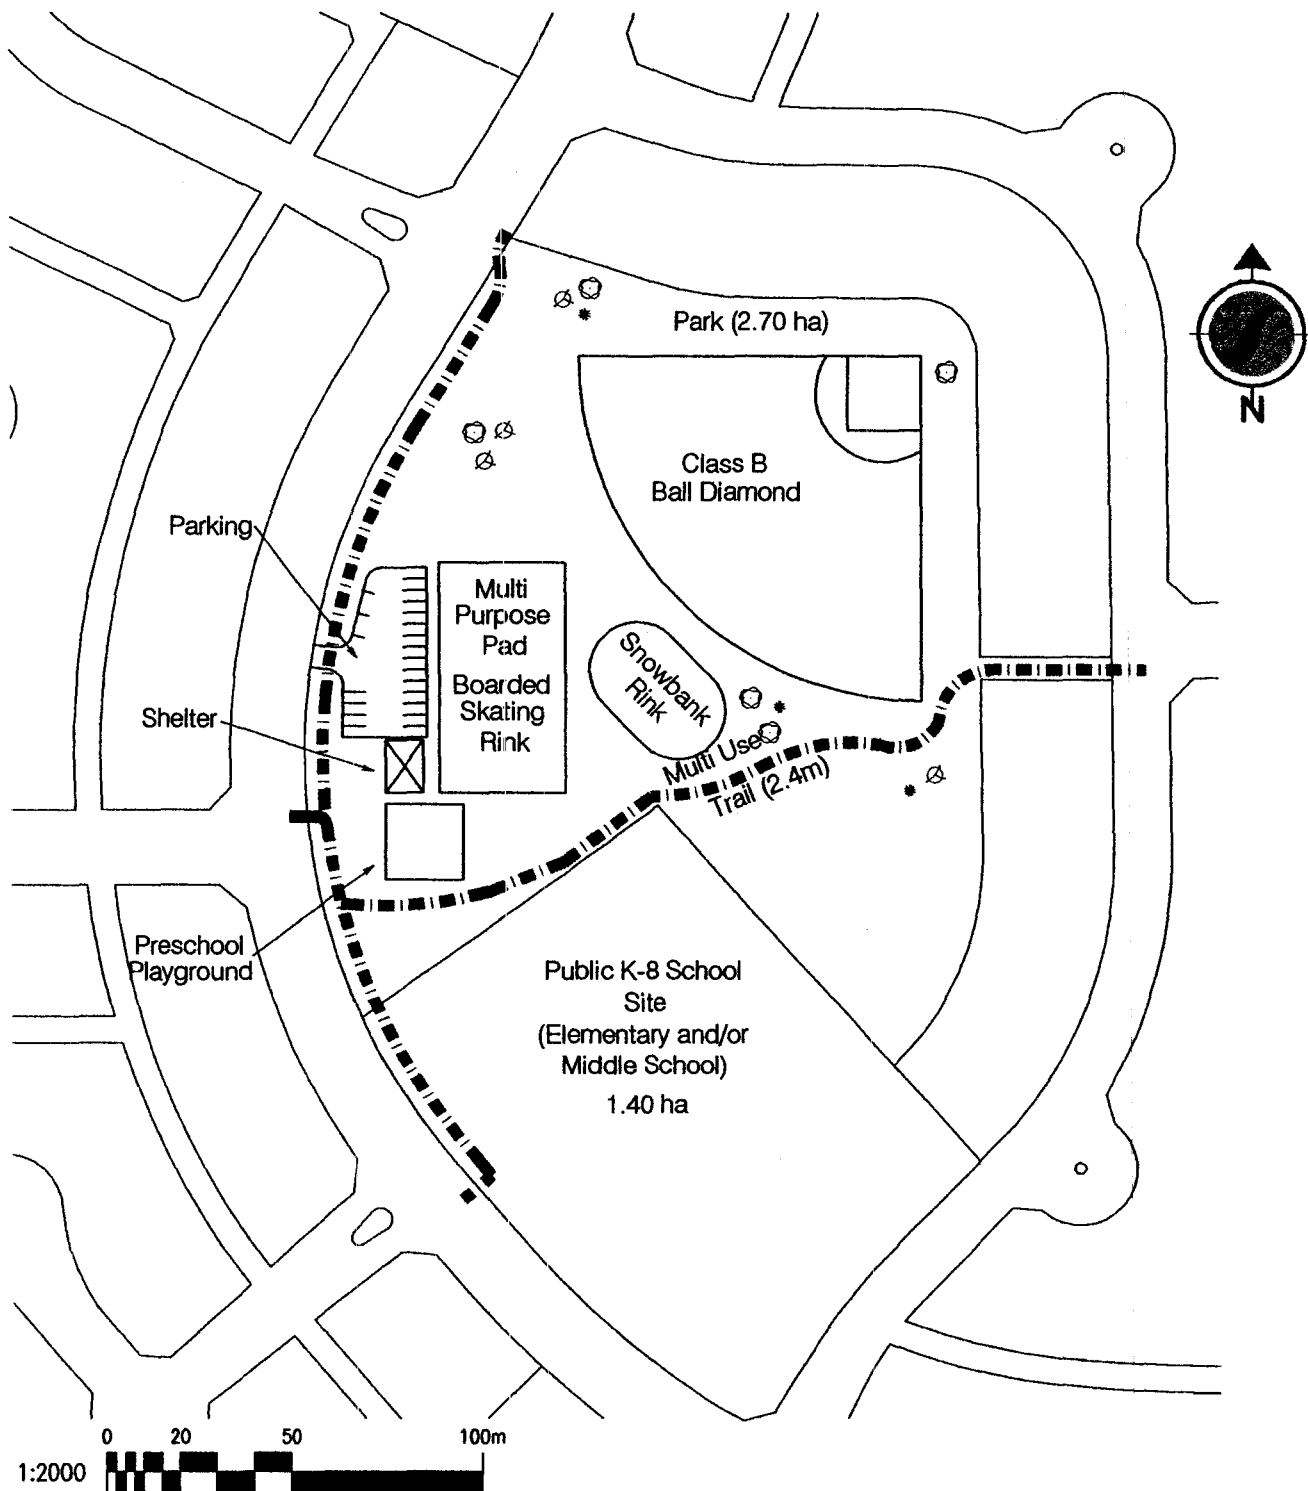 Park (2.70 ha)
N
Class B
Ball Diamond
Parking
Multi
Purpose
Pad
Boarded
Skating
Rink
Snowbank
Rink
Shelter
Multi Use
Trail (2.4m)
Preschool
Playground
Public K-8 School
Site
(Elementary and/or
Middle School)
1.40 ha
0 20 50 100m
1:2000